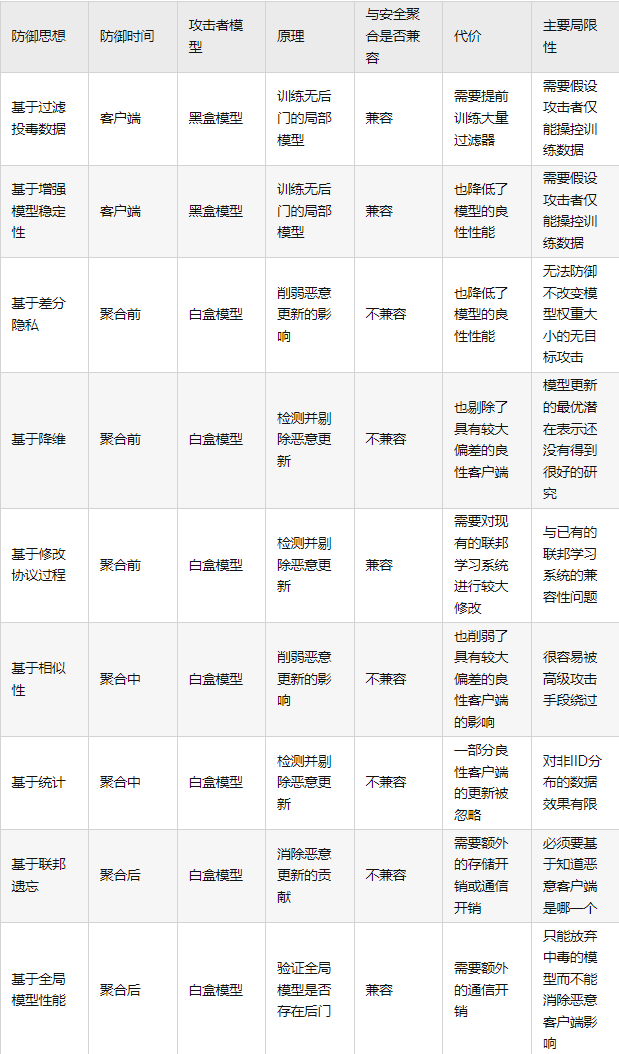 防御思想
防御时间
攻击者模
型
原理
与安全聚
合是否兼
容
代价
主要局限
性
基于过滤
投毒数据
客户端
黑盒模型
训练无后
门的局部
模型
兼容
需要提前
训练大量
过滤器
需要假设
攻击者仅
能操控训
练数据
基于增强
模型稳定
性
客户端
黑盒模型
训练无后
门的局部
模型
兼容
也降低了
模型的良
性性能
需要假设
攻击者仅
能操控训
练数据
基于差分
隐私
聚合前
白盒模型
削弱恶意
更新的影
响
不兼容
也降低了
模型的良
性性能
无法防御
不改变模
型权重大
小的无目
标攻击
基于降维
聚合前
白盒模型
检测并剔
除恶意更
新
不兼容
也剔除了
具有较大
偏差的良
性客户端
模型更新
的最优潜
在表示还
没有得到
很好的研
究
基于修改
协议过程
聚合前
白盒模型
检测并剔
除恶意更
新
兼容
需要对现
有的联邦
学习系统
进行较大
修改
与已有的
联邦学习
系统的兼
容性问题
基于相似
性
聚合中
白盒模型
削弱恶意
更新的影
响
不兼容
也削弱了
具有较大
偏差的良
性客户端
的影响
很容易被
高级攻击
手段绕过
基于统计
聚合中
白盒模型
检测并剔
除恶意更
新
不兼容
一部分良
性客户端
的更新被
忽略
对非IID分
布的数据
效果有限
基于联邦
遗忘
聚合后
白盒模型
消除恶意
更新的贡
献
不兼容
需要额外
的存储开
销或通信
开销
必须要基
于知道恶
意客户端
是哪一个
基于全局
模型性能
聚合后
白盒模型
验证全局
模型是否
存在后门
兼容
需要额外
的通信开
销
只能放弃
中毒的模
型而不能
消除恶意
客户端影
响